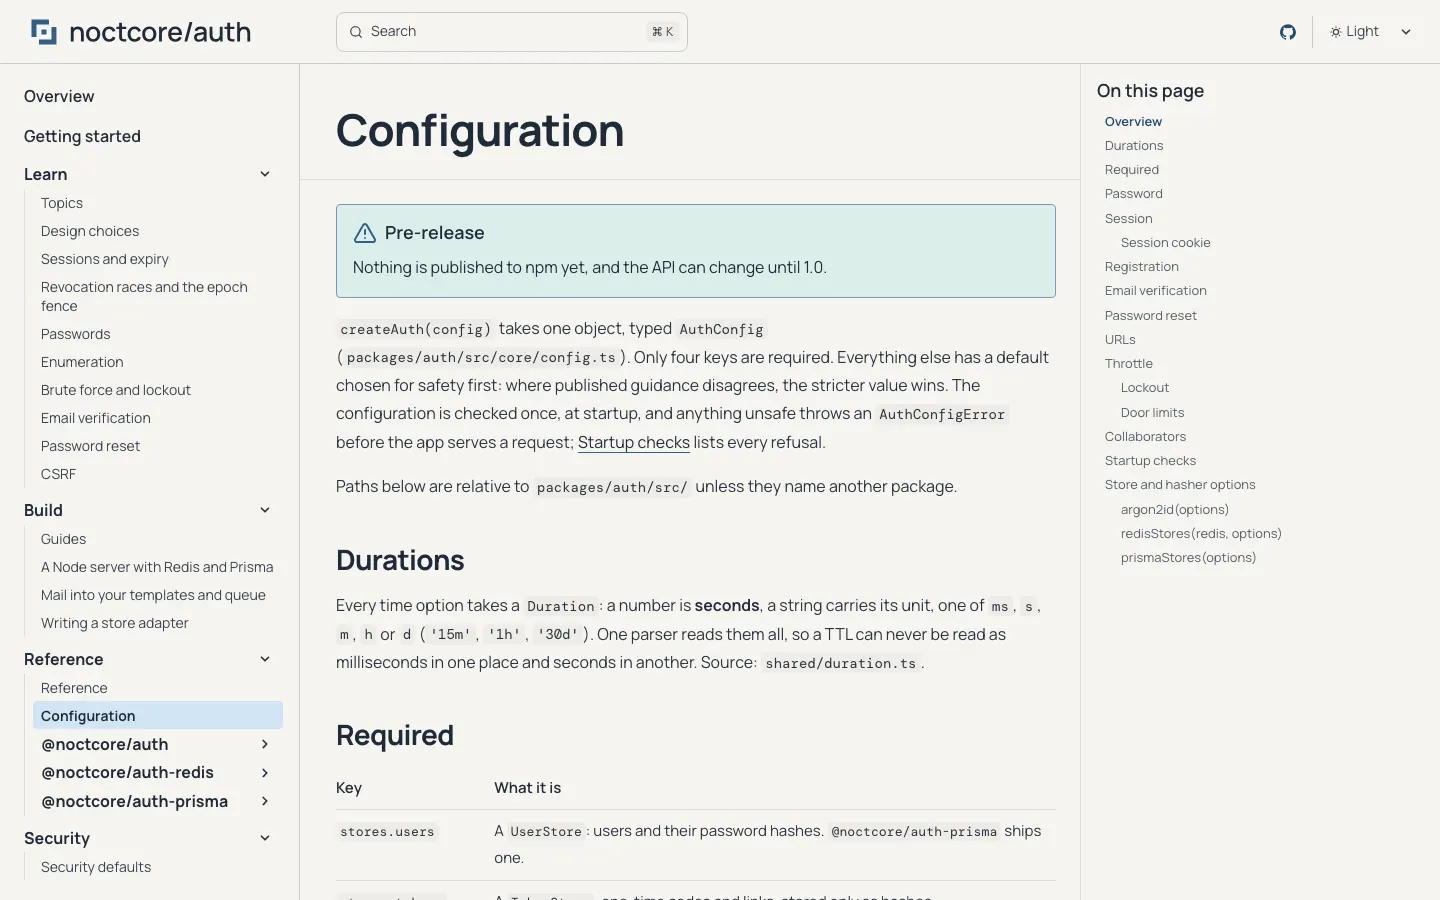 noctcore/auth
Search
⌘ K
Light
Overview
Getting started
Learn
Topics
Design choices
Sessions and expiry
Revocation races and the epoch
fence
Passwords
Enumeration
Brute force and lockout
Email verification
Password reset
CSRF
Build
Guides
A Node server with Redis and Prisma
Mail into your templates and queue
Writing a store adapter
Reference
Reference
Configuration
@noctcore/auth
@noctcore/auth-redis
@noctcore/auth-prisma
Security
Security defaults
Configuration
Pre-release
Nothing is published to npm yet, and the API can change until 1.0.
createAuth(config) takes one object, typed AuthConfig
(packages/auth/src/core/config.ts). Only four keys are required. Everything else has a default
chosen for safety first: where published guidance disagrees, the stricter value wins. The
configuration is checked once, at startup, and anything unsafe throws an AuthConfigError
before the app serves a request; Startup checks lists every refusal.
Paths below are relative to packages/auth/src/ unless they name another package.
Durations
Every time option takes a Duration: a number is seconds, a string carries its unit, one of ms, s,
m, h or d ('15m', '1h', '30d'). One parser reads them all, so a TTL can never be read as
milliseconds in one place and seconds in another. Source: shared/duration.ts.
Required
Key What it is
stores.users A UserStore: users and their password hashes. @noctcore/auth-prisma ships
one.
On this page
Overview
Durations
Required
Password
Session
Session cookie
Registration
Email verification
Password reset
URLs
Throttle
Lockout
Door limits
Collaborators
Startup checks
Store and hasher options
argon2id(options)
redisStores(redis, options)
prismaStores(options)